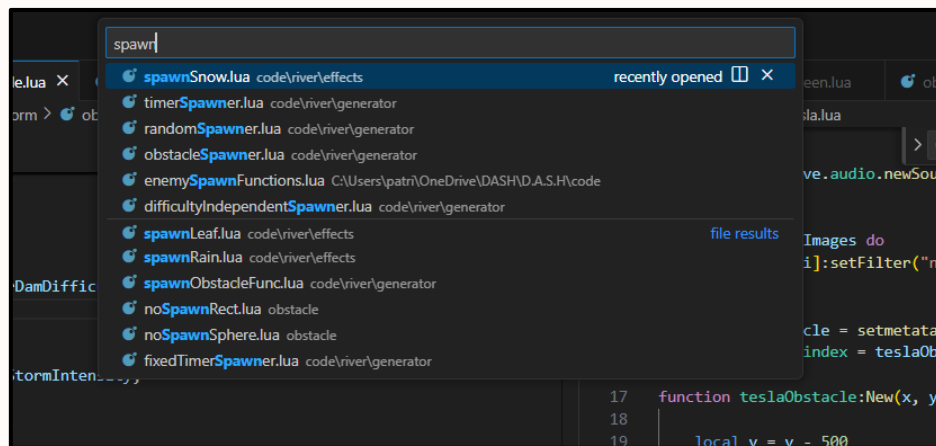 spawn
spawnSnow.lua code\river\effects recently opened
timerSpawner.lua code\river\generator
randomSpawner.lua code\river\generator
obstacleSpawner.lua code\river\generator
enemySpawnFunctions.lua C:\Users\patri\OneDrive\DASH\D.A.S.H\code
difficultyIndependentSpawner.lua code\river\generator
spawnLeaf.lua code\river\effects file results
spawnRain.lua code\river\effects
spawnObstacleFunc.lua code\river\generator
noSpawnRect.lua obstacle
noSpawnSphere.lua obstacle
fixedTimerSpawner.lua code\river\generator
le.lua
orm > ob
DamDiffic
StormIntensity,
een.lua ob
sla.lua
ve.audio.newSou
Images do
i]:setFilter("n
cle = setmetata
index = teslaOb
17 function teslaObstacle:New(x, y
18
19 local y = y - 500